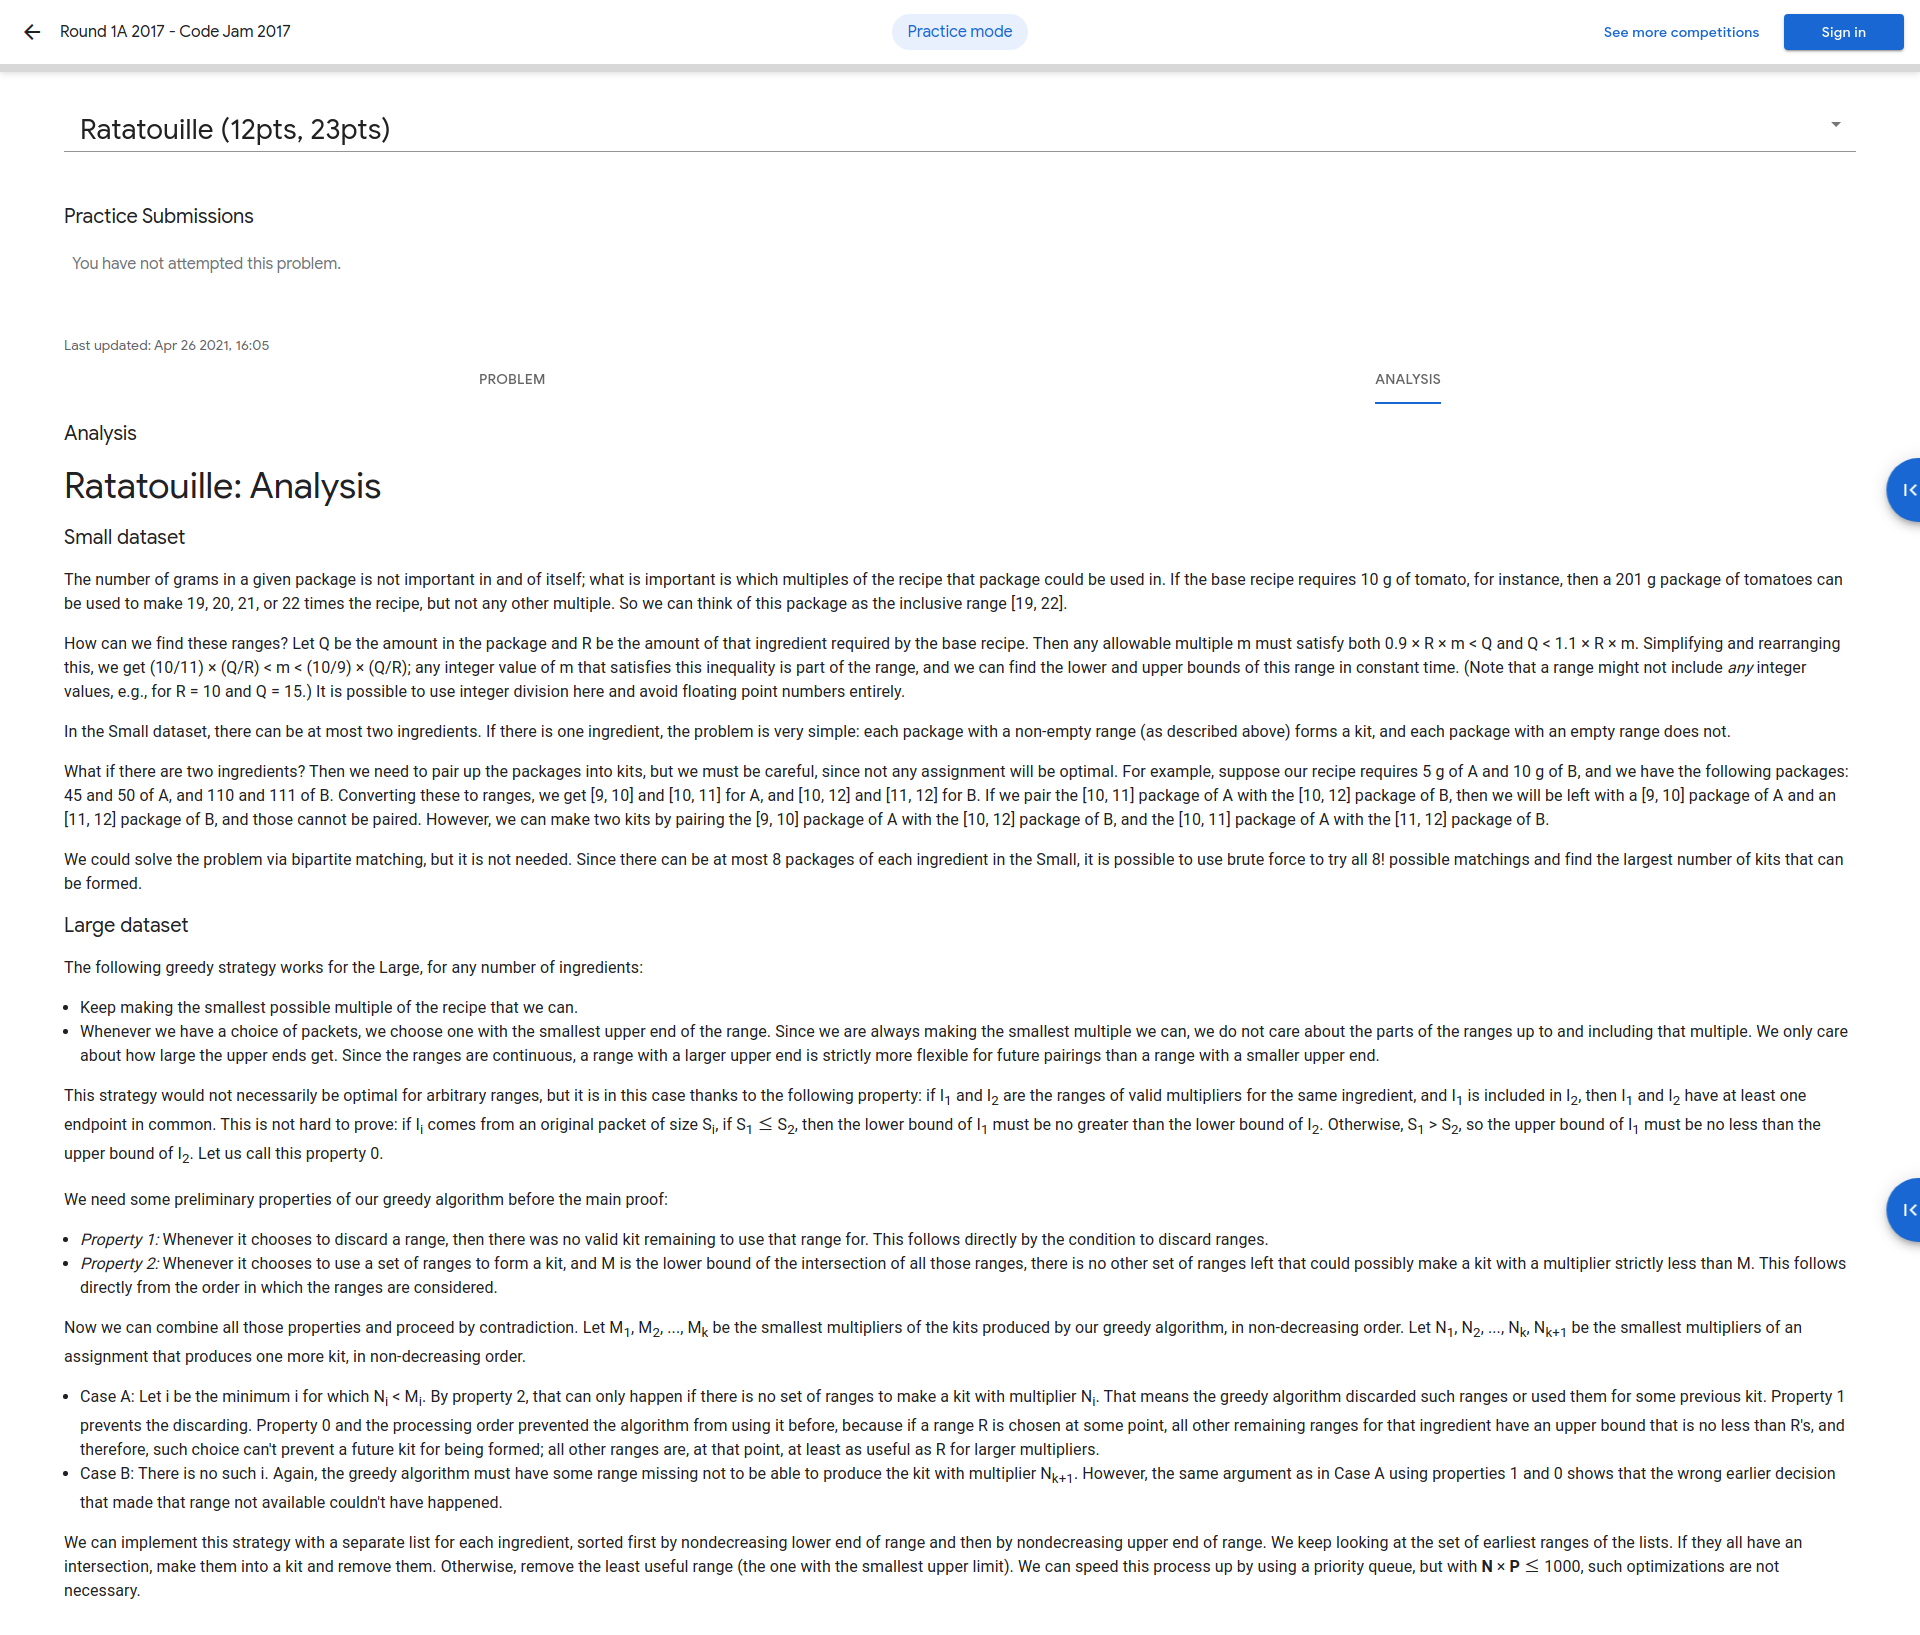 Round 1A 2017 - Code Jam 2017
Practice mode
See more competitions
Sign in
Ratatouille (12pts, 23pts)
Practice Submissions
You have not attempted this problem.
Last updated: Apr 26 2021, 16:05
PROBLEM
ANALYSIS
Analysis
Ratatouille: Analysis
Small dataset
The number of grams in a given package is not important in and of itself; what is important is which multiples of the recipe that package could be used in. If the base recipe requires 10 g of tomato, for instance, then a 201 g package of tomatoes can
be used to make 19, 20, 21, or 22 times the recipe, but not any other multiple. So we can think of this package as the inclusive range [19, 22].
How can we find these ranges? Let Q be the amount in the package and R be the amount of that ingredient required by the base recipe. Then any allowable multiple m must satisfy both 0.9 × R × m < Q and Q < 1.1 × R × m. Simplifying and rearranging
this, we get (10/11) × (Q/R) < m < (10/9) × (Q/R); any integer value of m that satisfies this inequality is part of the range, and we can find the lower and upper bounds of this range in constant time. (Note that a range might not include any integer
values, e.g., for R = 10 and Q = 15.) It is possible to use integer division here and avoid floating point numbers entirely.
In the Small dataset, there can be at most two ingredients. If there is one ingredient, the problem is very simple: each package with a non-empty range (as described above) forms a kit, and each package with an empty range does not.
What if there are two ingredients? Then we need to pair up the packages into kits, but we must be careful, since not any assignment will be optimal. For example, suppose our recipe requires 5 g of A and 10 g of B, and we have the following packages:
45 and 50 of A, and 110 and 111 of B. Converting these to ranges, we get [9, 10] and [10, 11] for A, and [10, 12] and [11, 12] for B. If we pair the [10, 11] package of A with the [10, 12] package of B, then we will be left with a [9, 10] package of A and an
[11, 12] package of B, and those cannot be paired. However, we can make two kits by pairing the [9, 10] package of A with the [10, 12] package of B, and the [10, 11] package of A with the [11, 12] package of B.
We could solve the problem via bipartite matching, but it is not needed. Since there can be at most 8 packages of each ingredient in the Small, it is possible to use brute force to try all 8! possible matchings and find the largest number of kits that can
be formed.
Large dataset
The following greedy strategy works for the Large, for any number of ingredients:
• Keep making the smallest possible multiple of the recipe that we can.
• Whenever we have a choice of packets, we choose one with the smallest upper end of the range. Since we are always making the smallest multiple we can, we do not care about the parts of the ranges up to and including that multiple. We only care
about how large the upper ends get. Since the ranges are continuous, a range with a larger upper end is strictly more flexible for future pairings than a range with a smaller upper end.
This strategy would not necessarily be optimal for arbitrary ranges, but it is in this case thanks to the following property: if I1 and I2 are the ranges of valid multipliers for the same ingredient, and I1 is included in I2, then I1 and I2 have at least one
endpoint in common. This is not hard to prove: if Ii comes from an original packet of size Si, if S1 ≤ S2, then the lower bound of I1 must be no greater than the lower bound of I2. Otherwise, S1 > S2, so the upper bound of I1 must be no less than the
upper bound of I2. Let us call this property 0.
We need some preliminary properties of our greedy algorithm before the main proof:
• Property 1: Whenever it chooses to discard a range, then there was no valid kit remaining to use that range for. This follows directly by the condition to discard ranges.
• Property 2: Whenever it chooses to use a set of ranges to form a kit, and M is the lower bound of the intersection of all those ranges, there is no other set of ranges left that could possibly make a kit with a multiplier strictly less than M. This follows
directly from the order in which the ranges are considered.
Now we can combine all those properties and proceed by contradiction. Let M1, M2, ..., Mk be the smallest multipliers of the kits produced by our greedy algorithm, in non-decreasing order. Let N1, N2, ..., Nk, Nk+1 be the smallest multipliers of an
assignment that produces one more kit, in non-decreasing order.
• Case A: Let i be the minimum i for which Ni < Mi. By property 2, that can only happen if there is no set of ranges to make a kit with multiplier Ni. That means the greedy algorithm discarded such ranges or used them for some previous kit. Property 1
prevents the discarding. Property 0 and the processing order prevented the algorithm from using it before, because if a range R is chosen at some point, all other remaining ranges for that ingredient have an upper bound that is no less than R's, and
therefore, such choice can't prevent a future kit for being formed; all other ranges are, at that point, at least as useful as R for larger multipliers.
• Case B: There is no such i. Again, the greedy algorithm must have some range missing not to be able to produce the kit with multiplier Nk+1. However, the same argument as in Case A using properties 1 and 0 shows that the wrong earlier decision
that made that range not available couldn't have happened.
We can implement this strategy with a separate list for each ingredient, sorted first by nondecreasing lower end of range and then by nondecreasing upper end of range. We keep looking at the set of earliest ranges of the lists. If they all have an
intersection, make them into a kit and remove them. Otherwise, remove the least useful range (the one with the smallest upper limit). We can speed this process up by using a priority queue, but with N × P ≤ 1000, such optimizations are not
necessary.